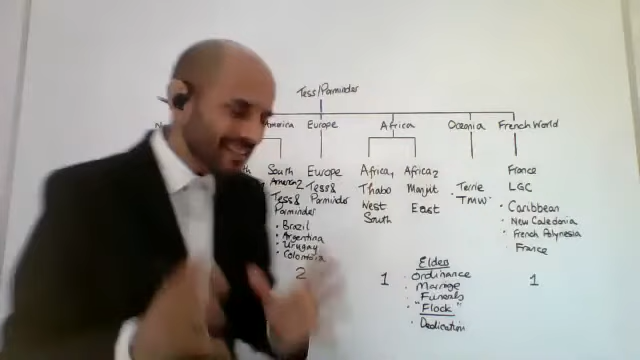 Tess/Parminder
America
Europe
Africa
Oceania
French World
South
America 2
Tess &
Parminder
• Brazil
• Argentina
• Urugay
• Colombia
2
Europe
Tess &
Parminder
Africa 1
Thabo
West
South
1
Africa 2
Manjit
East
Terrie
"TMW"
France
LGC
• Caribbean
• New Caledonia
• French Polynesia
• France
1
Elders
• Ordinance
• Marriage
• Funerals
• "Flock"
• Dedication